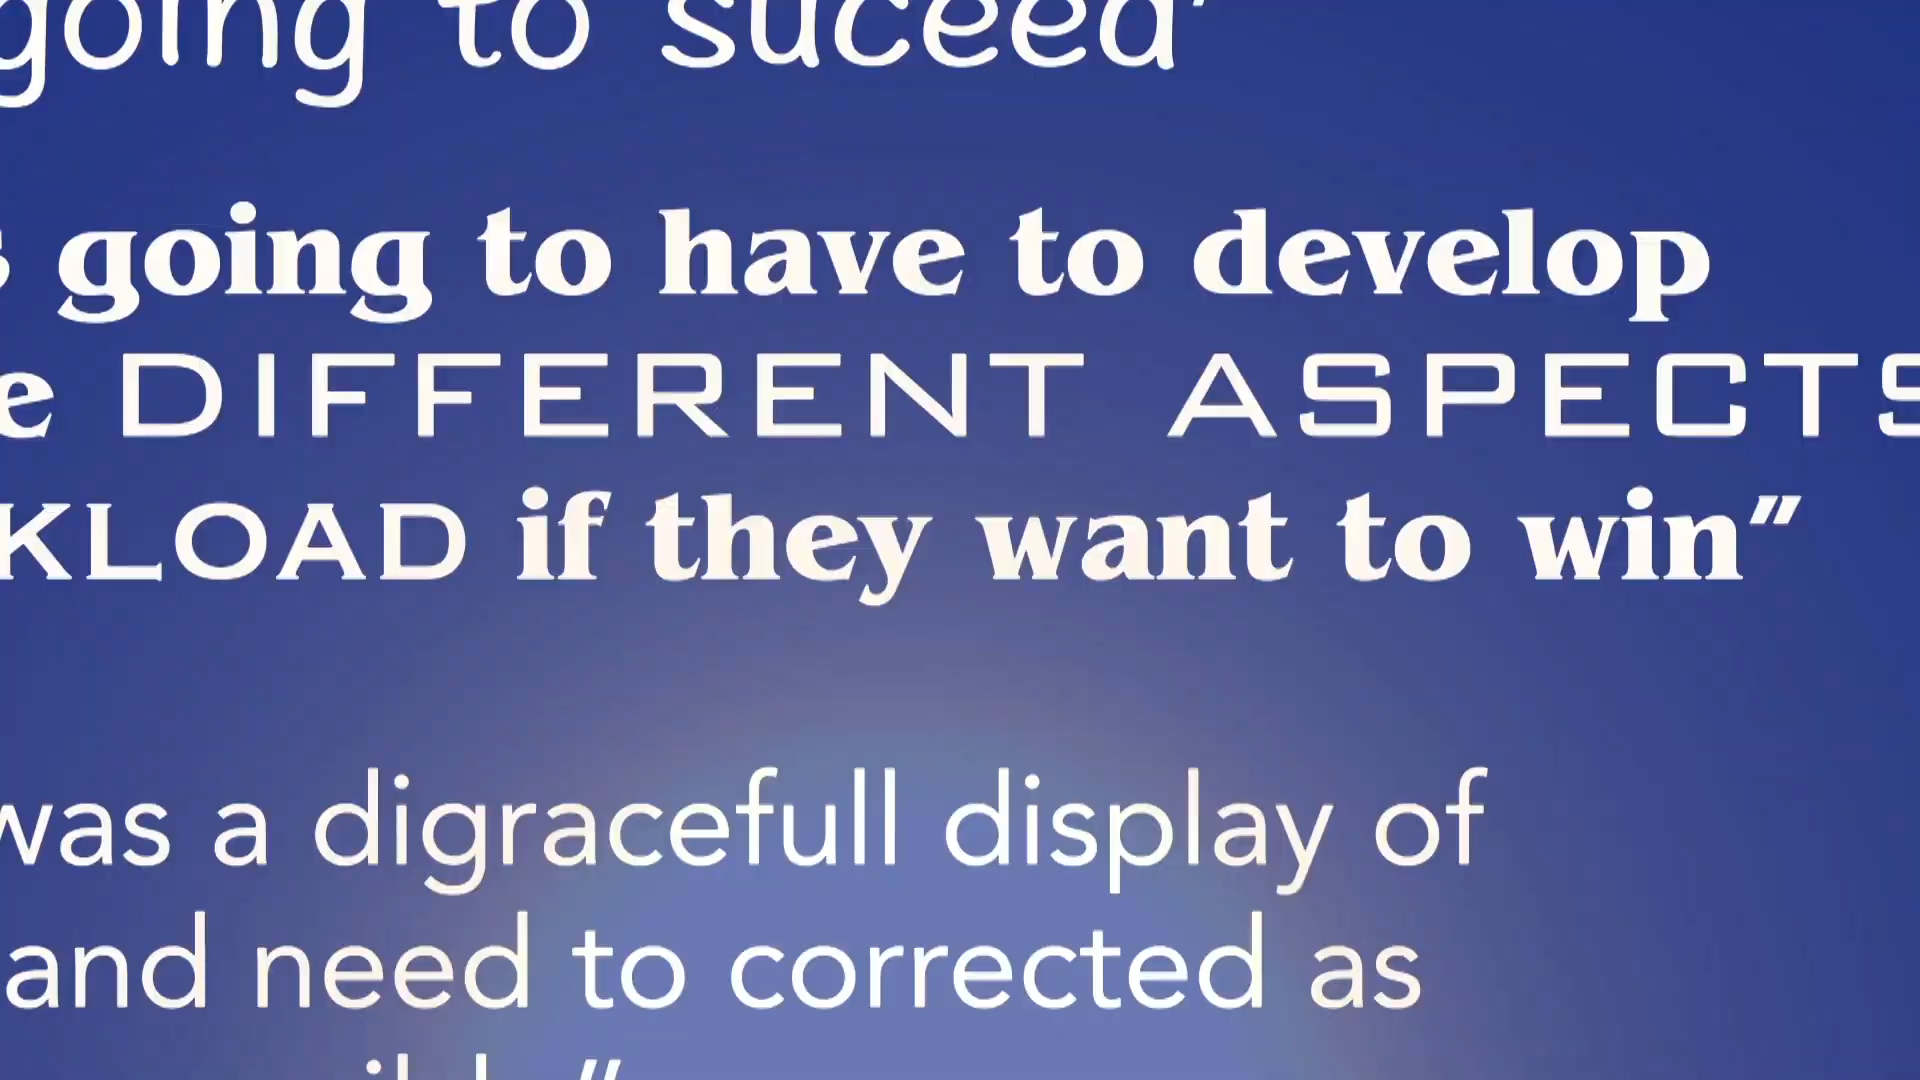 going to suceed"
going to have to develop
DIFFERENT ASPECTS
KLOAD if they want to win"
was a digracefull display of
and need to corrected as